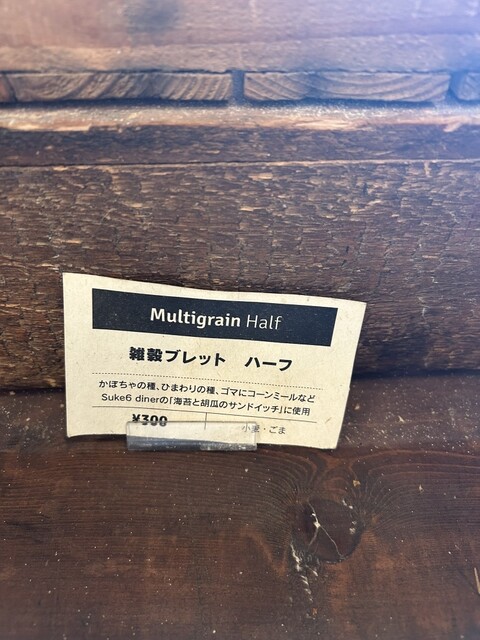 Multigrain Half
雑穀ブレット ハーフ
かぼちゃの種、ひまわりの種、ゴマにコーンミールなど
Suke6 dinerの「海苔と胡瓜のサンドイッチ」に使用
¥300
小麦・ごま